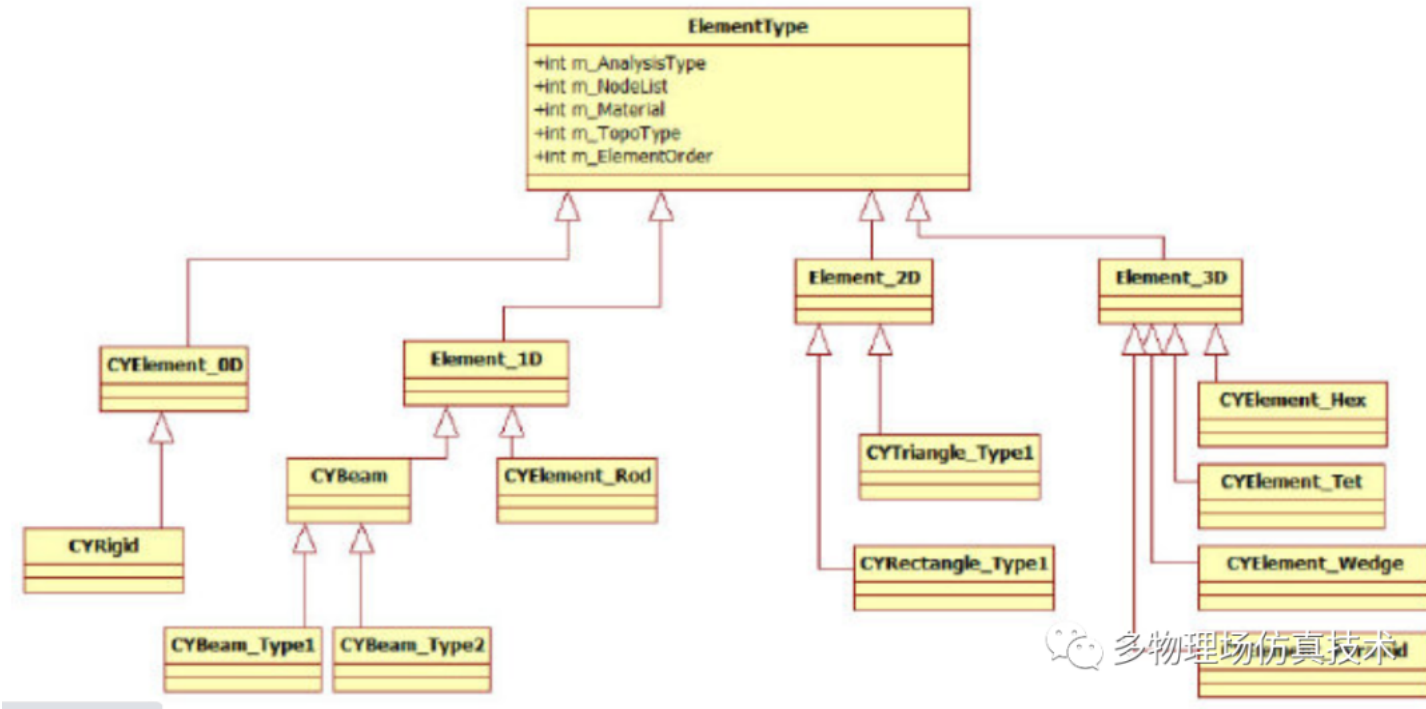 ElementType
+int m_AnalysisType
+int m_NodeList
+int m_Material
+int m_TopoType
+int m_ElementOrder
Element_2D
Element_3D
CYElement_0D
Element_1D
CYElement_Hex
CYTriangle_Type1
CYBeam
CYElement_Rod
CYElement_Tet
CYRigid
CYRectangle_Type1
CYElement_Wedge
CYBeam_Type1
CYBeam_Type2
多物理场仿真技术